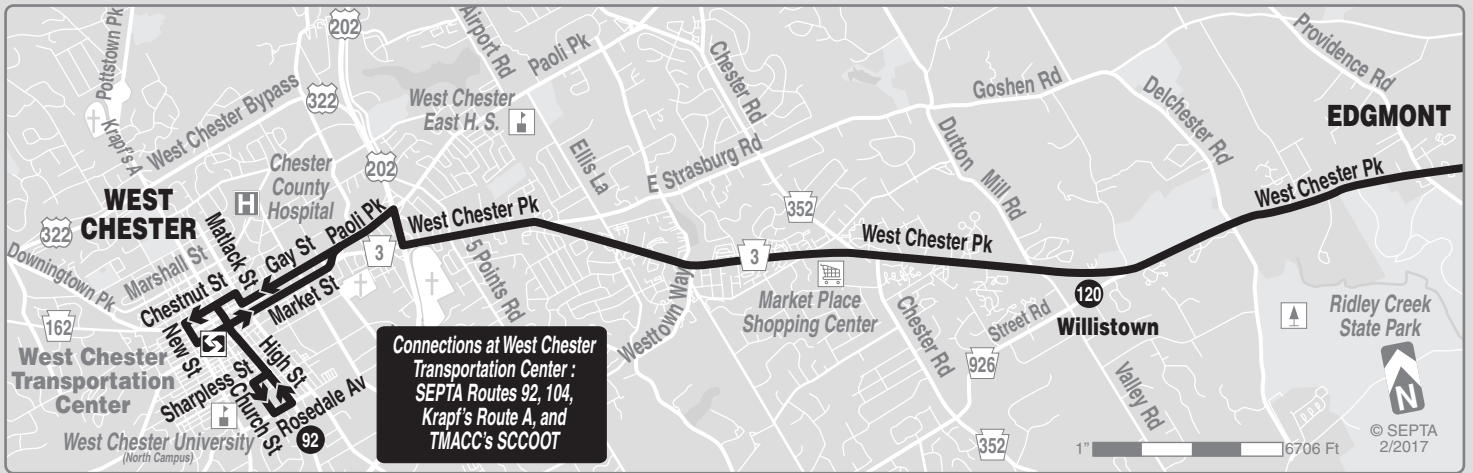 Pottstown Pk
Krapf's A
202
322
West Chester Bypass
Airport Rd
Paoli Pk
West Chester
East H. S.
Chester Rd
Goshen Rd
Providence Rd
Delchester Rd
EDGMONT
202
Chester
County
Hospital
H
Ellis La
E Strasburg Rd
Dutton Mill Rd
West Chester Pk
WEST
CHESTER
322
Downingtown Pk
Marshall St
Matlack St
Gay St
Paoli Pk
West Chester Pk
3
352
3
West Chester Pk
Chestnut St
Market St
5 Points Rd
Westtown Way
Market Place
Shopping Center
120
Willistown
Street Rd
926
Chester Rd
Ridley Creek
State Park
162
New St
S
High St
West Chester
Transportation
Center
Sharpless St
Church St
Rosedale Av
West Chester University
(North Campus)
92
Connections at West Chester
Transportation Center :
SEPTA Routes 92, 104,
Krapf's Route A, and
TMACC's SCCOOT
352
Valley Rd
N
1"
6706 Ft
© SEPTA
2/2017